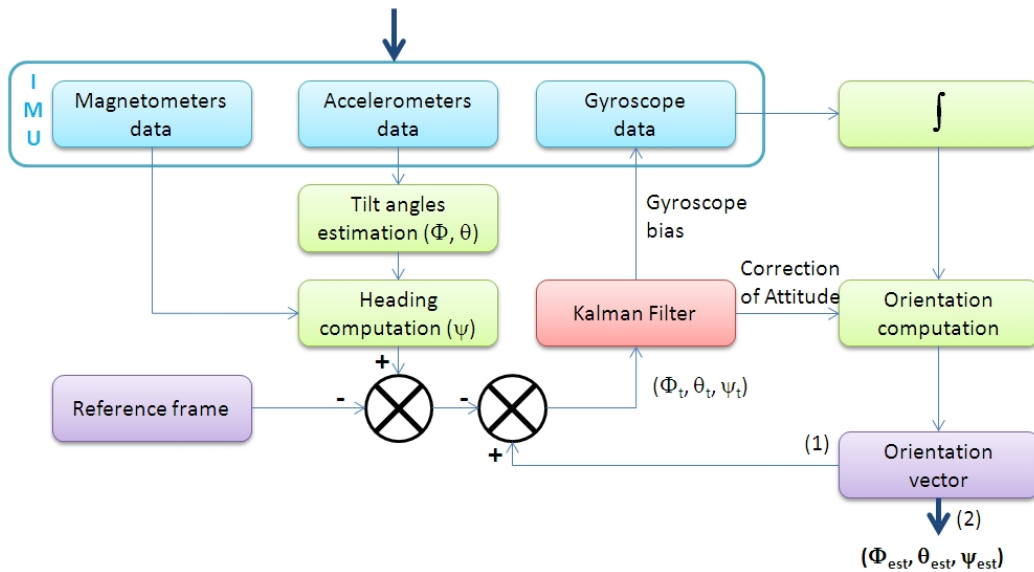 I
M
U
Magnetometers
data
Accelerometers
data
Gyroscope
data
∫
Tilt angles
estimation (Φ, θ)
Gyroscope
bias
Heading
computation (ψ)
Kalman Filter
Correction
of Attitude
Orientation
computation
+
Reference frame
-
-
+
(Φt, θt, ψt)
(1)
Orientation
vector
(2)
(Φest, θest, ψest)